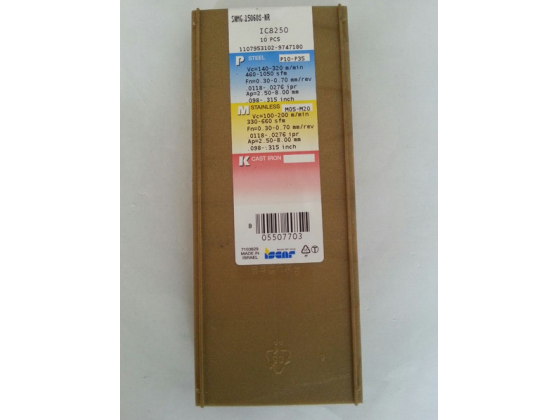 SNMG 150608-NR
IC8250
10 PCS
1107953102-9747180
P STEEL P10-P35
Vc=140-320 m/min
460-1050 sfm
Fn=0.30-0.70 mm/rev
.0118-.0276 ipr
Ap=2.50-8.00 mm
.098-.315 inch
M STAINLESS M05-M20
Vc=100-200 m/min
330-660 sfm
Fn=0.30-0.70 mm/rev
.0118-.0276 ipr
Ap=2.50-8.00 mm
.098-.315 inch
K CAST IRON
B
05507703
7103620
MADE IN
ISRAEL
iscar